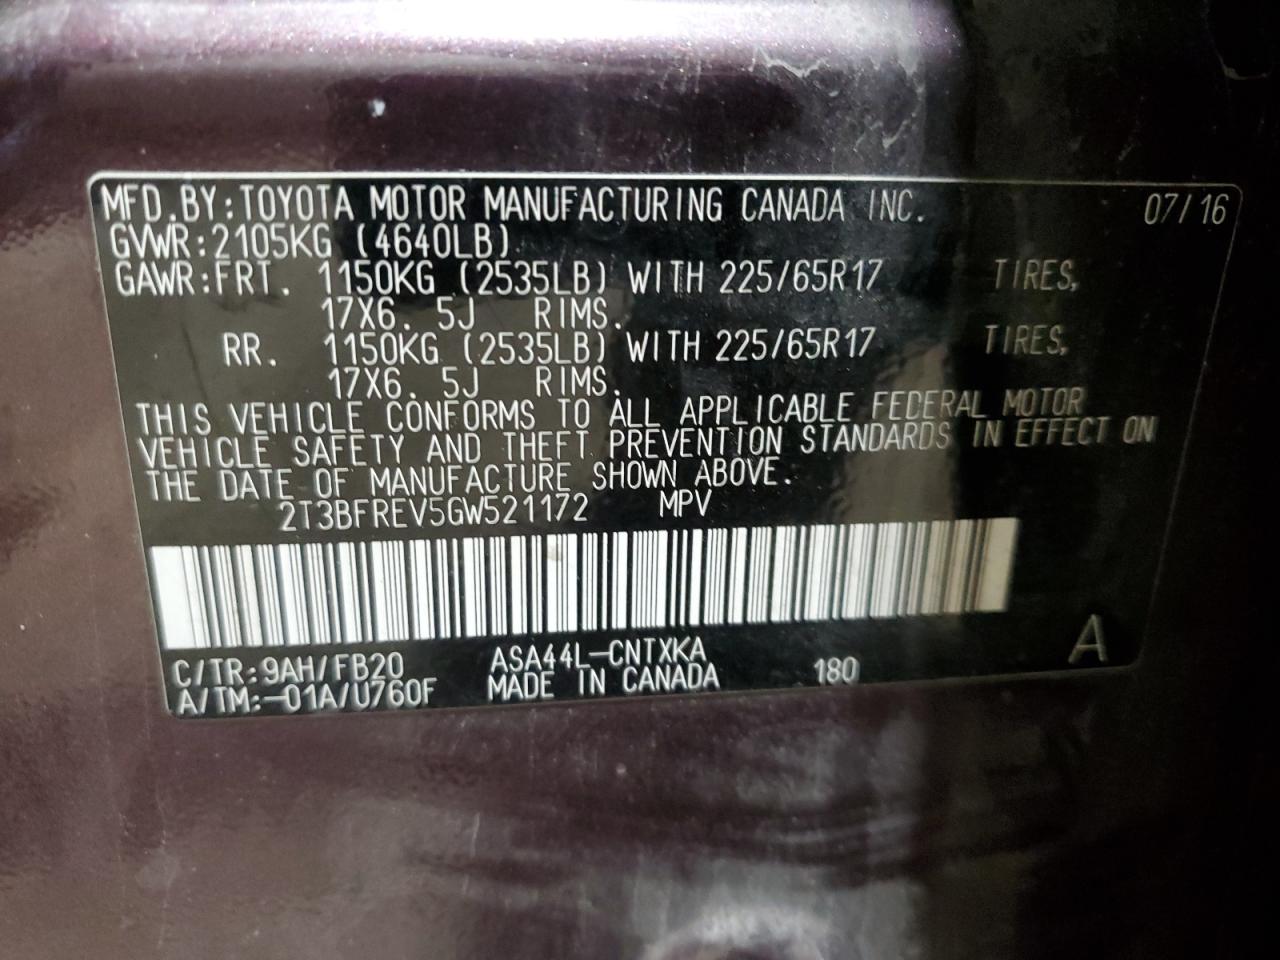 MFD.BY:TOYOTA MOTOR MANUFACTURING CANADA INC. 07/16
GVWR:2105KG (4640LB)
GAWR:FRT. 1150KG (2535LB) WITH 225/65R17 TIRES,
17X6.5J RIMS.
RR. 1150KG (2535LB) WITH 225/65R17 TIRES,
17X6.5J RIMS.
THIS VEHICLE CONFORMS TO ALL APPLICABLE FEDERAL MOTOR
VEHICLE SAFETY AND THEFT PREVENTION STANDARDS IN EFFECT ON
THE DATE OF MANUFACTURE SHOWN ABOVE.
2T3BFREV5GW521172 MPV
C/TR:9AH/FB20 ASA44L-CNTXKA A
A/TM:-01A/U760F MADE IN CANADA 180